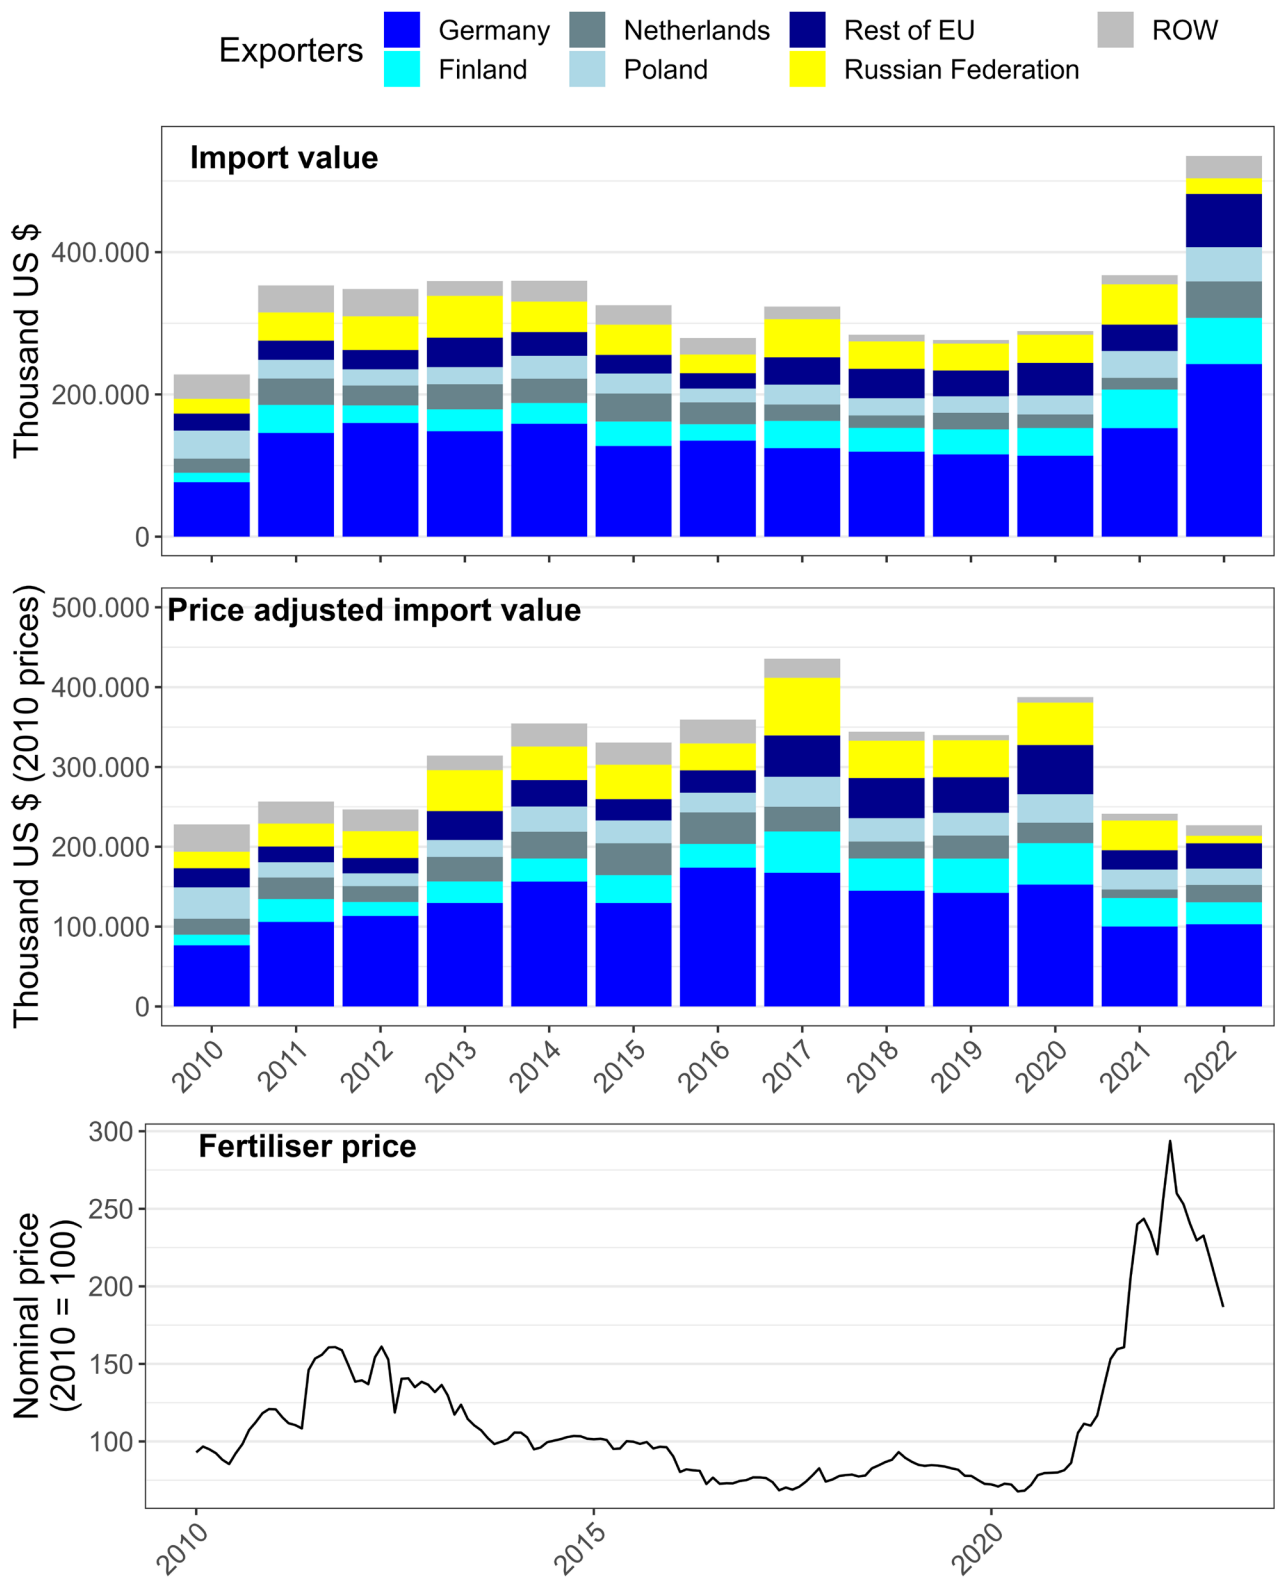 Exporters
Germany
Netherlands
Rest of EU
ROW
Finland
Poland
Russian Federation
Import value
Thousand US $
400.000
200.000
0
Price adjusted import value
Thousand US $ (2010 prices)
500.000
400.000
300.000
200.000
100.000
0
2010
2011
2012
2013
2014
2015
2016
2017
2018
2019
2020
2021
2022
Fertiliser price
Nominal price
(2010 = 100)
300
250
200
150
100
2010
2015
2020